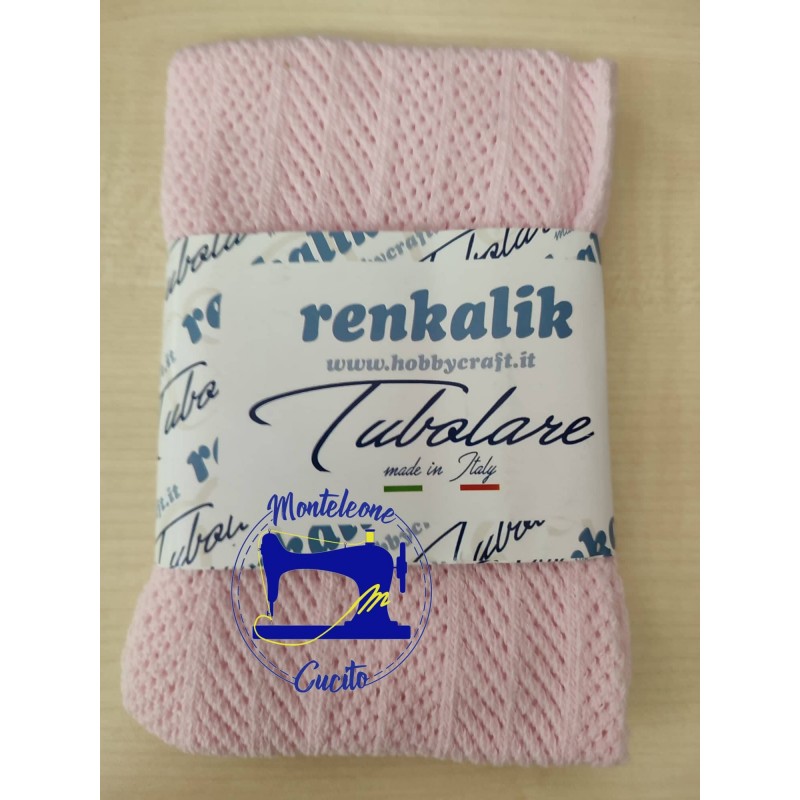 renkalik
www.hobbycraft.it
Tubolare
made in Italy
Monteleone
m
Cucito